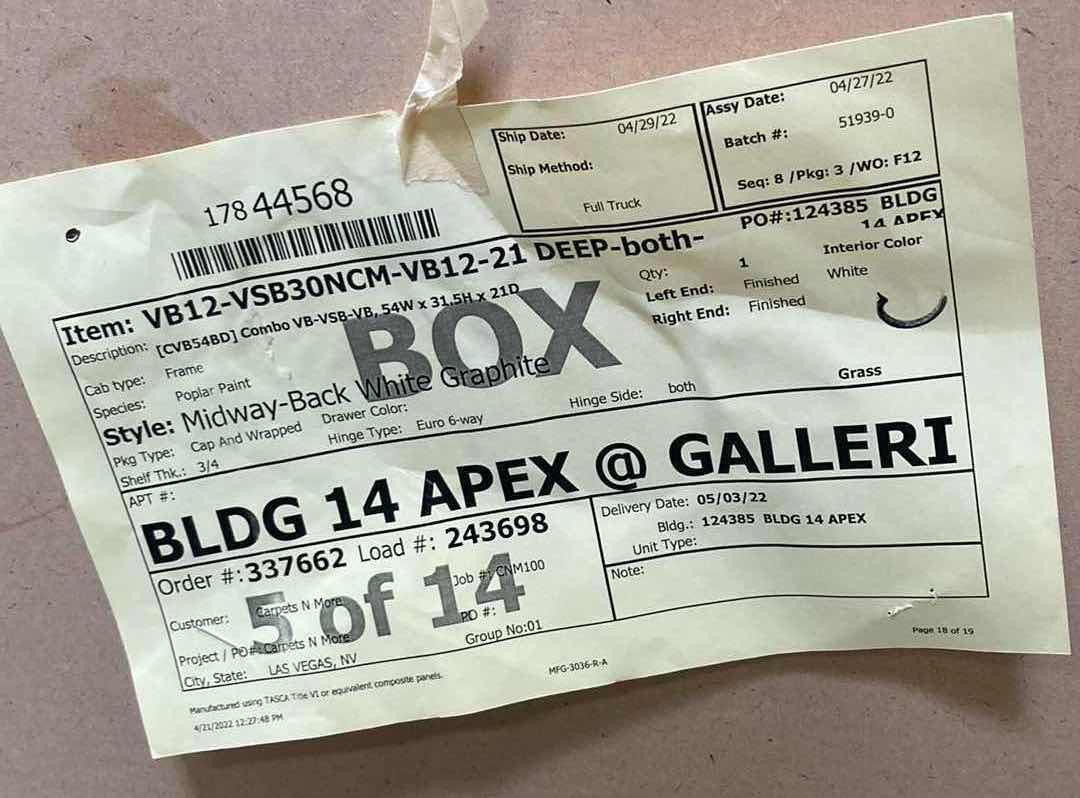 178 44568
Ship Date: 04/29/22
Ship Method:
Full Truck
Assy Date: 04/27/22
Batch #: 51939-0
Seq: 8 /Pkg: 3 /WO: F12
Item: VB12-VSB30NCM-VB12-21 DEEP-both-
PO#:124385 BLDG
14 APEX
Description: [CVB54BD] Combo VB-VSB-VB, 54W x 31.5H x 21D
Qty: 1
Interior Color
Left End: Finished White
Right End: Finished
BOX
Cab type: Frame
Species: Poplar Paint
Style: Midway-Back White Graphite
Grass
Pkg Type: Cap And Wrapped Drawer Color:
Hinge Type: Euro 6-way Hinge Side: both
Shelf Thk.: 3/4
APT #:
BLDG 14 APEX @ GALLERI
Order #:337662 Load #: 243698
Delivery Date: 05/03/22
Bldg.: 124385 BLDG 14 APEX
Unit Type:
Note:
5 of 14
Customer: Carpets N More Job #: CNM100
PO #:
Project / PO#: Carpets N More Group No:01
City, State: LAS VEGAS, NV
Manufactured using TASCA Title VI or equivalent composite panels.
MFG-3036-R-A
Page 18 of 19
4/21/2022 12:27:48 PM